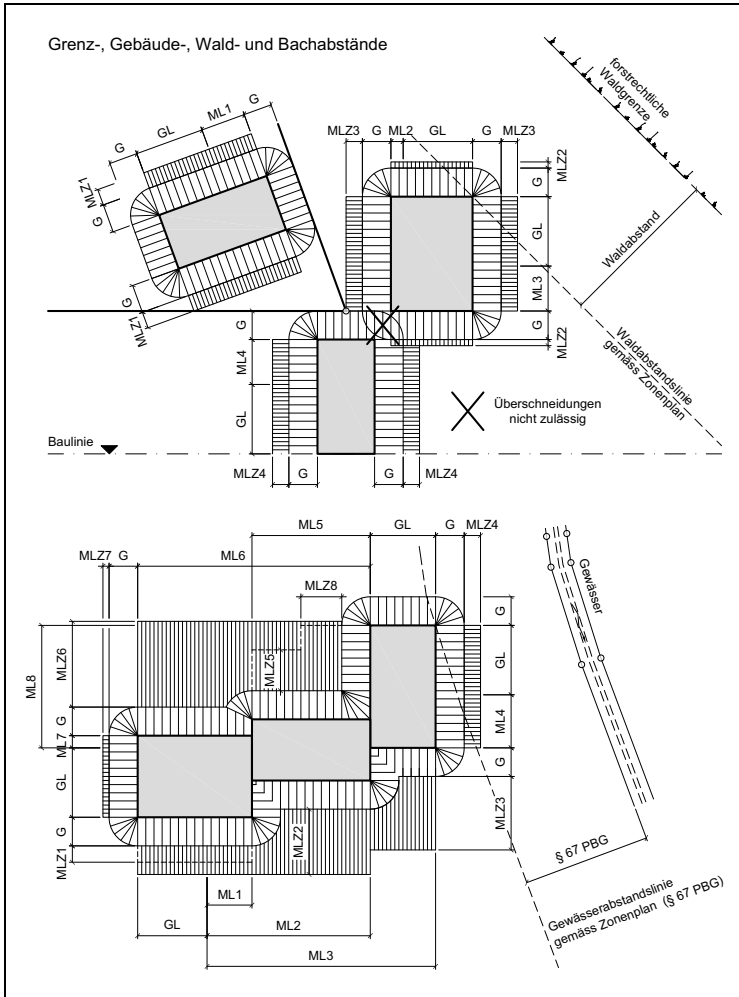 Grenz-, Gebäude-, Wald- und Bachabstände
forstrechtliche
Waldgrenze
G
GL
ML1
G
MLZ1
G
G
MLZ1
MLZ3
G
ML2
GL
G
MLZ3
MLZ2
G
GL
ML3
G
MLZ2
Waldabstand
Waldabstandslinie
gemäss Zonenplan
G
ML4
GL
Überschneidungen
nicht zulässig
Baulinie
MLZ4
G
G
MLZ4
ML5
GL
G
MLZ4
MLZ7
G
ML6
MLZ8
G
GL
ML4
G
MLZ3
ML8
MLZ6
G
ML7
GL
G
MLZ1
MLZ5
MLZ2
ML1
GL
ML2
ML3
Gewässer
§ 67 PBG
Gewässerabstandslinie
gemäss Zonenplan (§ 67 PBG)